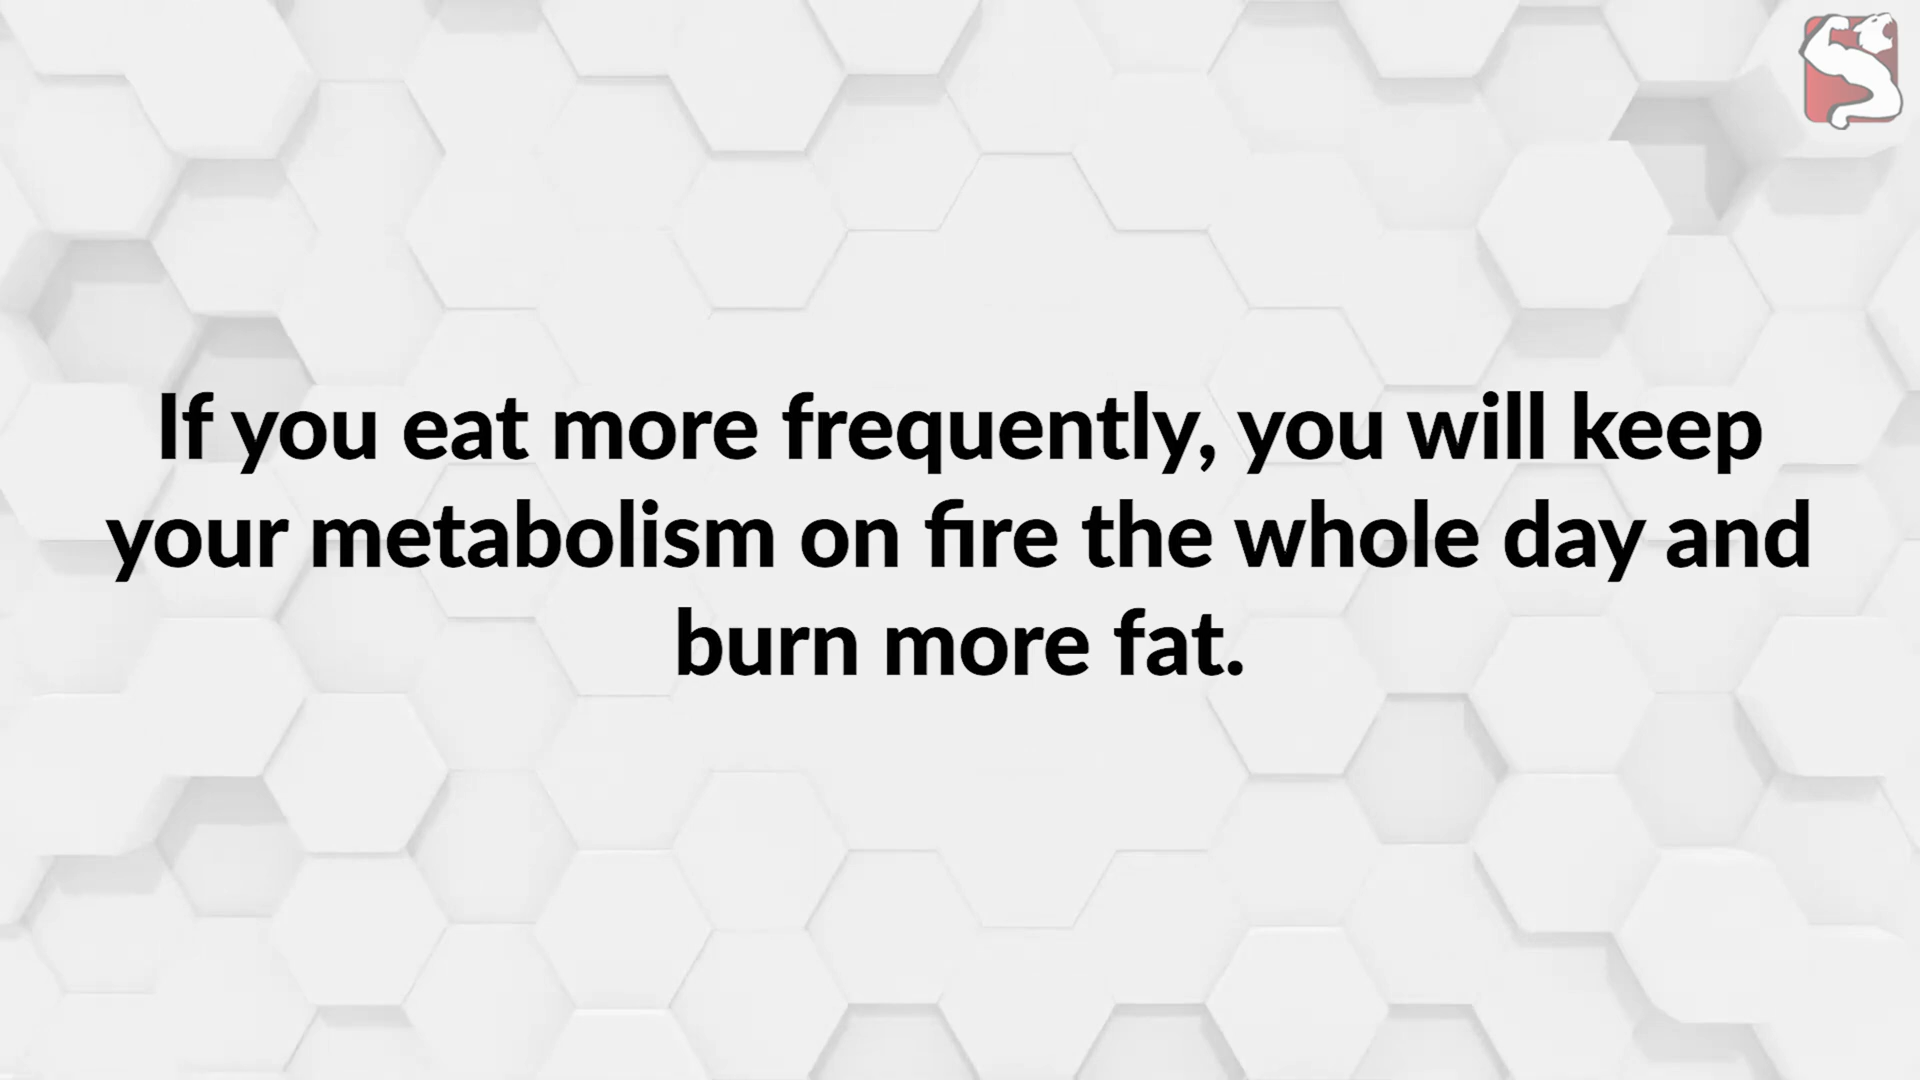 If you eat more frequently, you will keep
your metabolism on fire the whole day and
burn more fat.